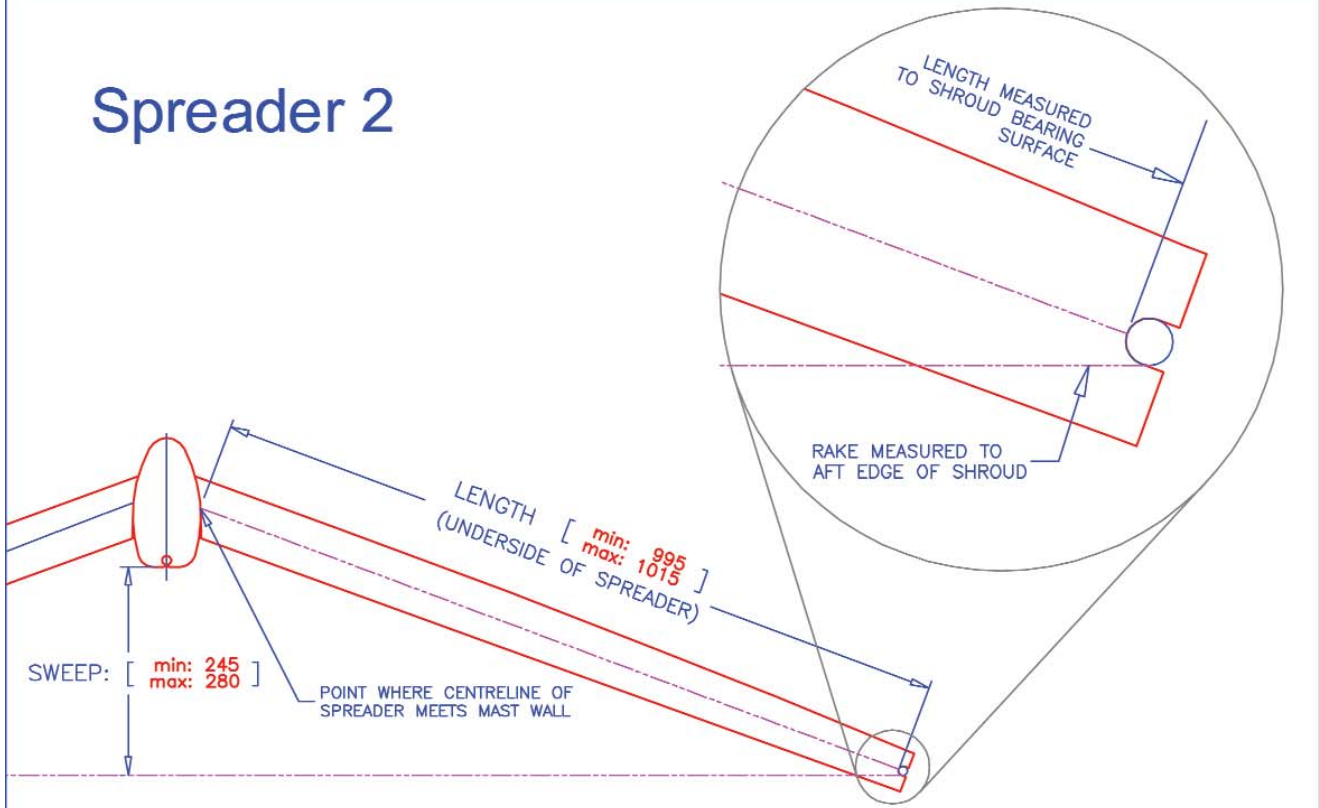 Spreader 2
LENGTH MEASURED
TO SHROUD BEARING
SURFACE
RAKE MEASURED TO
AFT EDGE OF SHROUD
LENGTH [ min: 995
max: 1015 ]
(UNDERSIDE OF SPREADER)
SWEEP: [ min: 245
max: 280 ]
POINT WHERE CENTRELINE OF
SPREADER MEETS MAST WALL